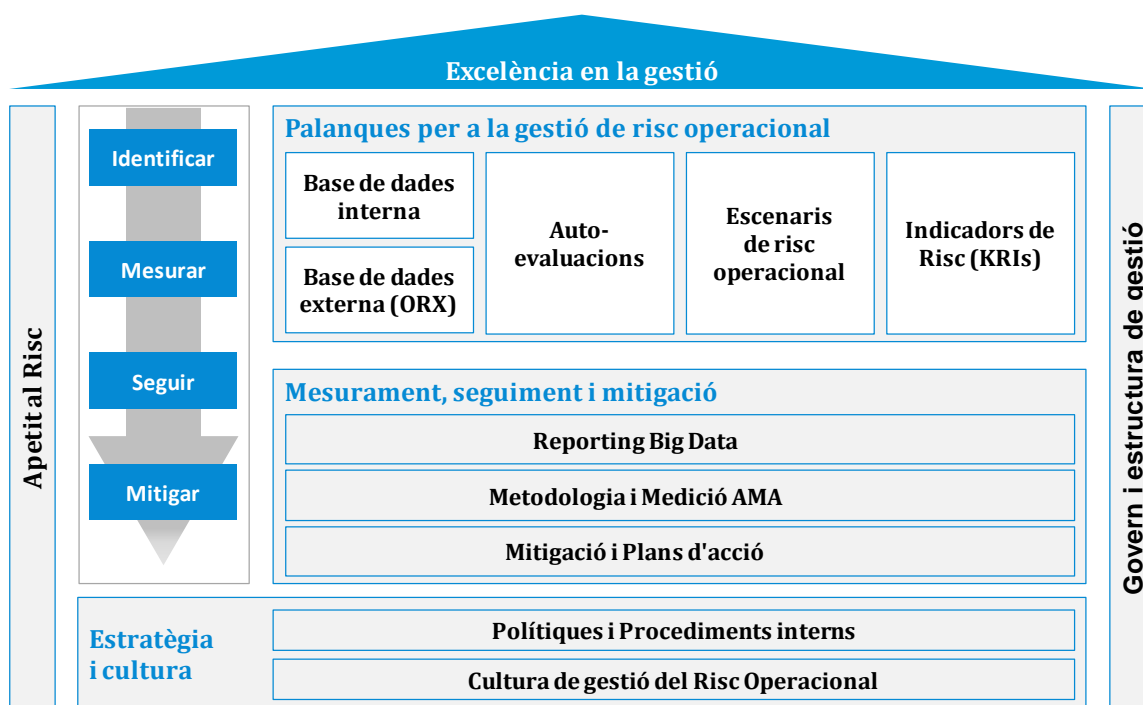 Excelència en la gestió
Apetit al Risc
Identificar
Mesurar
Seguir
Mitigar
Palanques per a la gestió de risc operacional
Base de dades
interna
Base de dades
externa (ORX)
Auto-
evaluacions
Escenaris
de risc
operacional
Indicadors de
Risc (KRIs)
Mesurament, seguiment i mitigació
Reporting Big Data
Metodologia i Medició AMA
Mitigació i Plans d'acció
Estratègia
i cultura
Polítiques i Procediments interns
Cultura de gestió del Risc Operacional
Govern i estructura de gestió